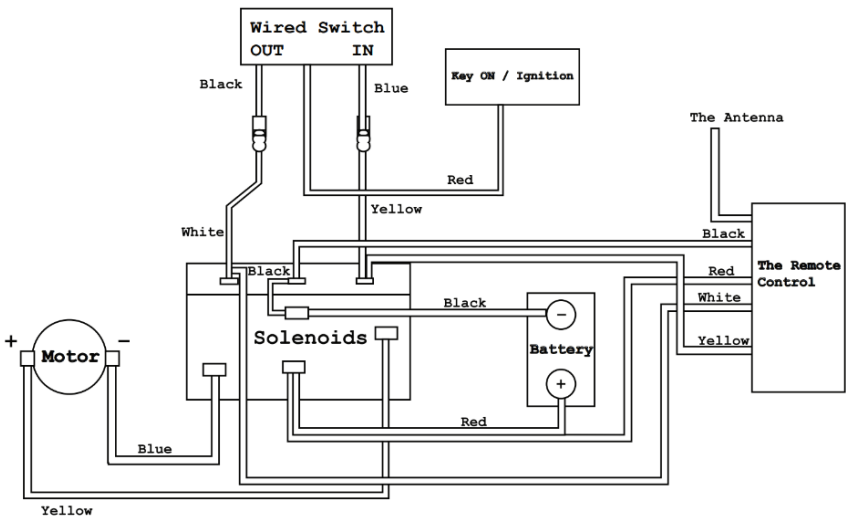 Wired Switch
OUT IN
Black
Blue
Key ON / Ignition
The Antenna
Red
Yellow
White
Black
Black
Red
The Remote
Control
White
Black
+ Motor −
Solenoids
−
Battery
+
Yellow
Red
Blue
Yellow